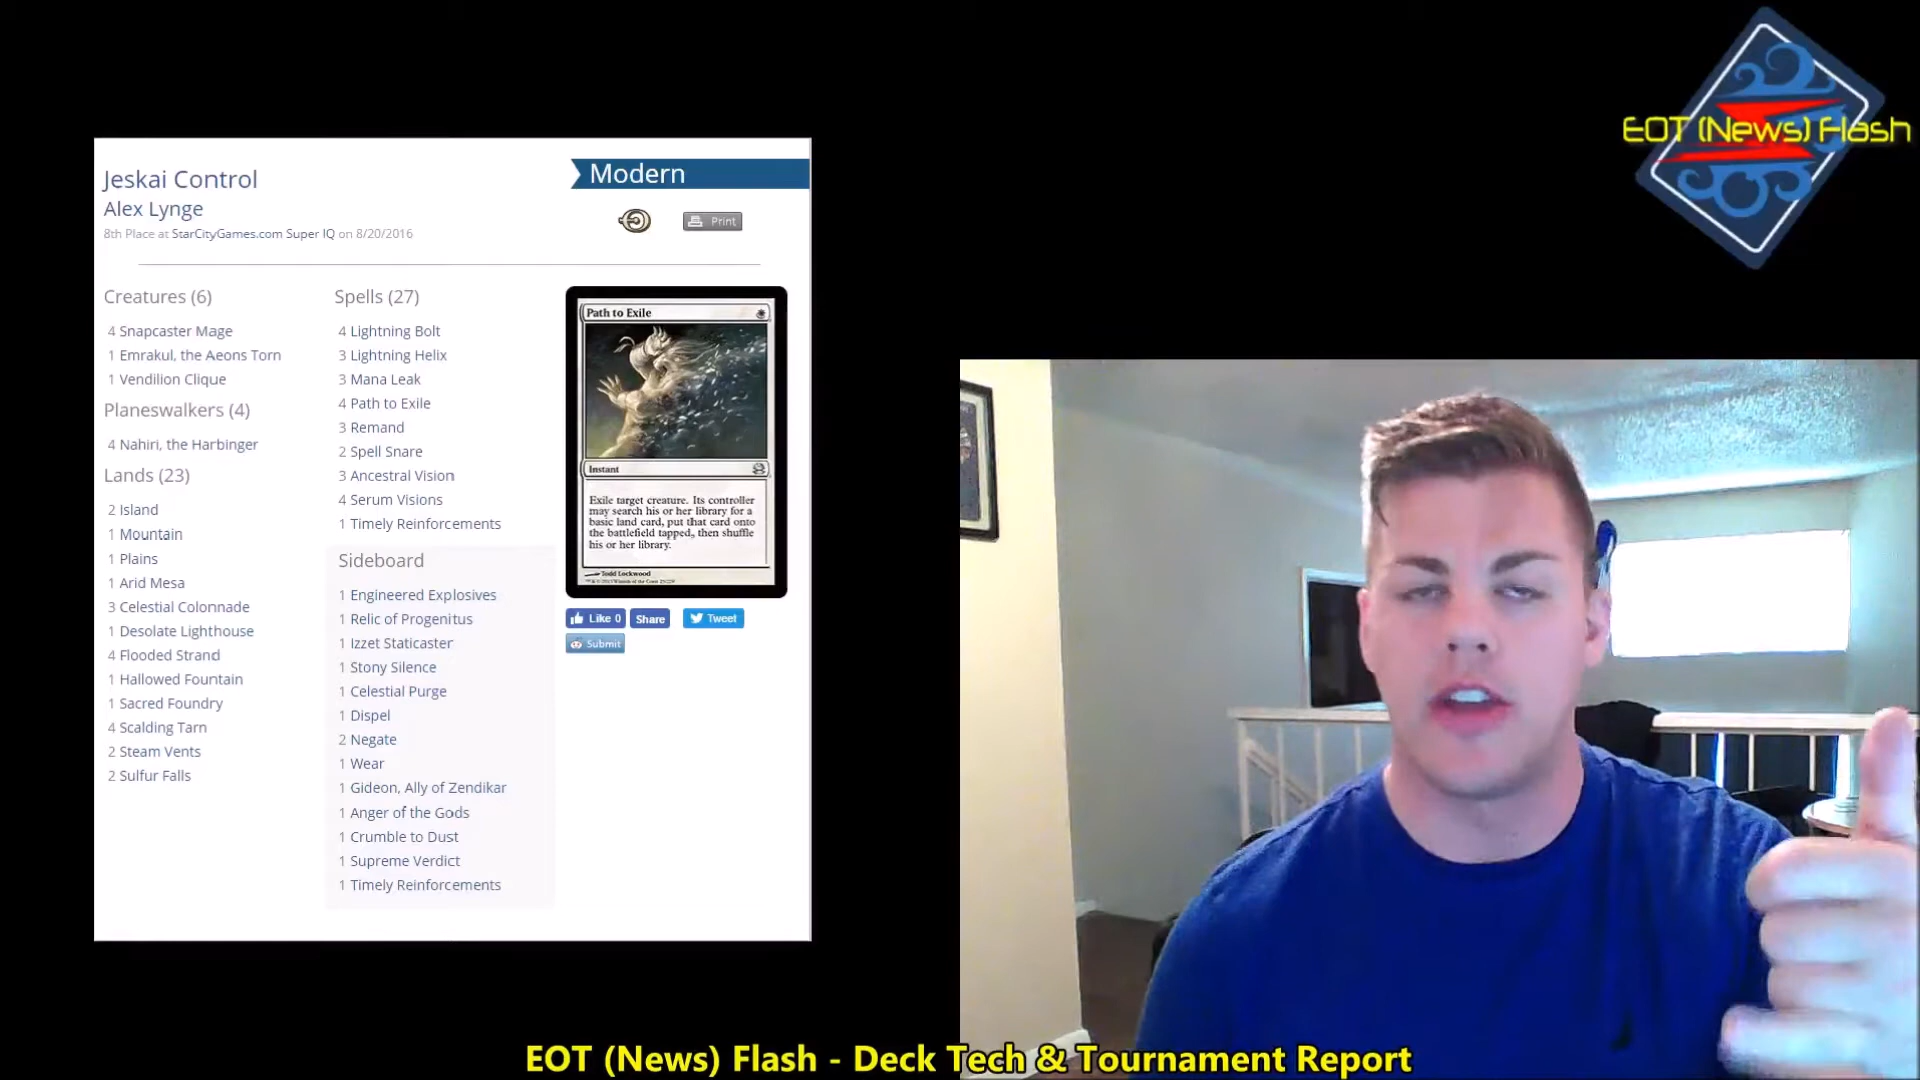 EOT (News) Flash
Jeskai Control
Alex Lynge
8th Place at StarCityGames.com Super IQ on 8/20/2016
Modern
Print
Creatures (6)
4 Snapcaster Mage
1 Emrakul, the Aeons Torn
1 Vendilion Clique
Planeswalkers (4)
4 Nahiri, the Harbinger
Lands (23)
2 Island
1 Mountain
1 Plains
1 Arid Mesa
3 Celestial Colonnade
1 Desolate Lighthouse
4 Flooded Strand
1 Hallowed Fountain
1 Sacred Foundry
4 Scalding Tarn
2 Steam Vents
2 Sulfur Falls
Spells (27)
4 Lightning Bolt
3 Lightning Helix
3 Mana Leak
4 Path to Exile
3 Remand
2 Spell Snare
3 Ancestral Vision
4 Serum Visions
1 Timely Reinforcements
Sideboard
1 Engineered Explosives
1 Relic of Progenitus
1 Izzet Staticaster
1 Stony Silence
1 Celestial Purge
1 Dispel
2 Negate
1 Wear
1 Gideon, Ally of Zendikar
1 Anger of the Gods
1 Crumble to Dust
1 Supreme Verdict
1 Timely Reinforcements
Path to Exile
Instant
Exile target creature. Its controller
may search his or her library for a
basic land card, put that card onto
the battlefield tapped, then shuffle
his or her library.
Todd Lockwood
Like 0
Share
Tweet
Submit
EOT (News) Flash - Deck Tech & Tournament Report